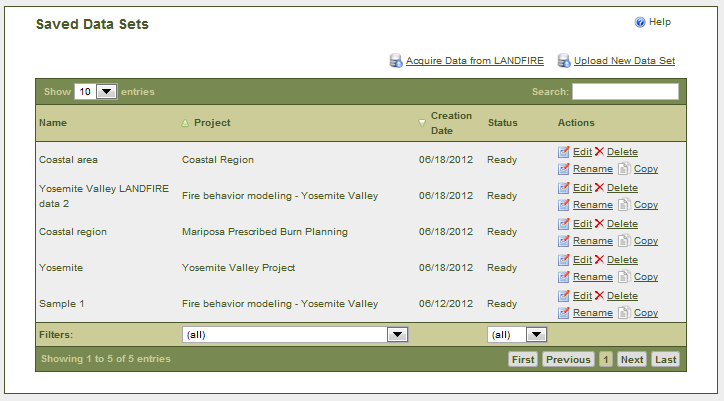 Saved Data Sets
Help
Acquire Data from LANDFIRE Upload New Data Set
Show 10 entries Search:
Name Project Creation Date Status Actions
Coastal area Coastal Region 06/18/2012 Ready Edit Delete
Rename Copy
Yosemite Valley LANDFIRE data 2 Fire behavior modeling - Yosemite Valley 06/18/2012 Ready Edit Delete
Rename Copy
Coastal region Mariposa Prescribed Burn Planning 06/18/2012 Ready Edit Delete
Rename Copy
Yosemite Yosemite Valley Project 06/18/2012 Ready Edit Delete
Rename Copy
Sample 1 Fire behavior modeling - Yosemite Valley 06/12/2012 Ready Edit Delete
Rename Copy
Filters: (all) (all)
Showing 1 to 5 of 5 entries First Previous 1 Next Last